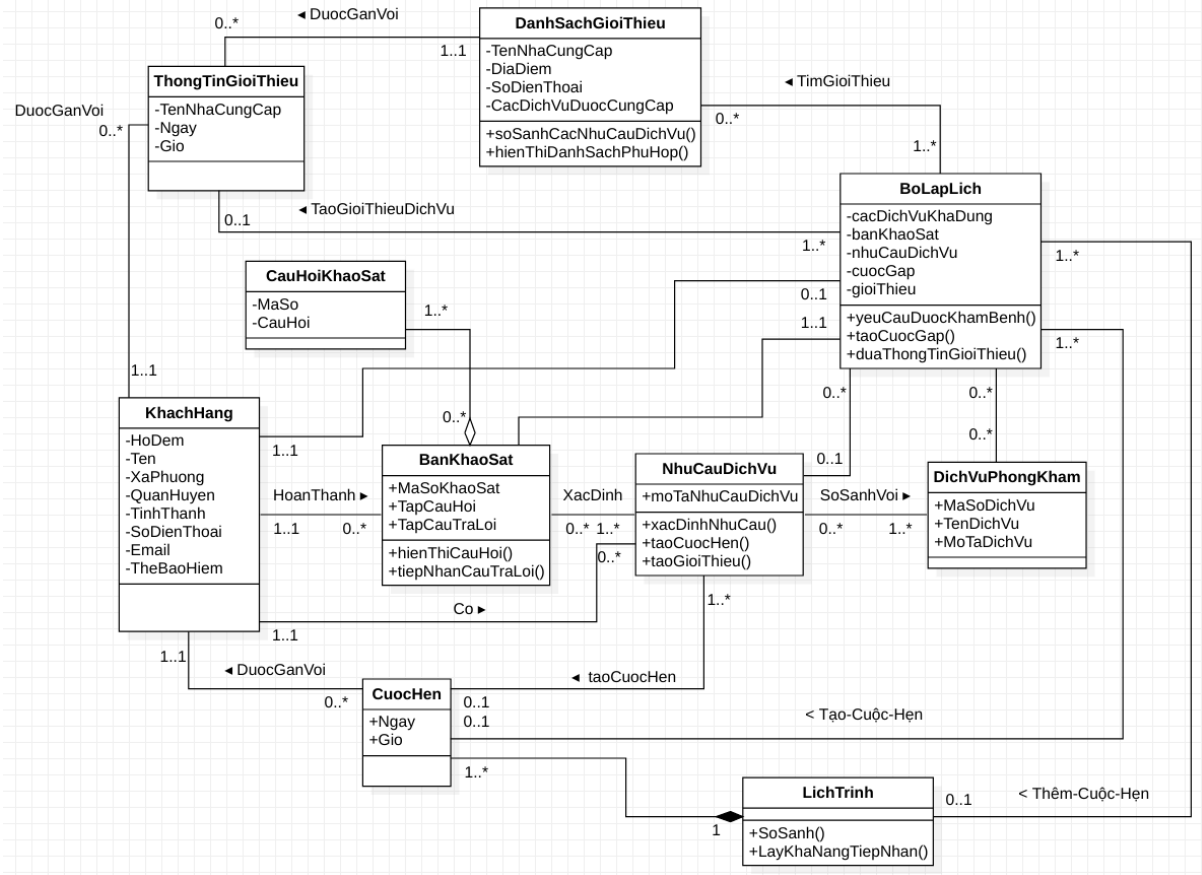 ◄ DuocGanVoi
0..*
1..1
DanhSachGioiThieu
-TenNhaCungCap
-DiaDiem
-SoDienThoai
-CacDichVuDuocCungCap
+soSanhCacNhuCauDichVu()
+hienThiDanhSachPhuHop()
◄ TimGioiThieu
0..*
1..*
ThongTinGioiThieu
-TenNhaCungCap
-Ngay
-Gio
DuocGanVoi
0..*
0..1
◄ TaoGioiThieuDichVu
1..*
BoLapLich
-cacDichVuKhaDung
-banKhaoSat
-nhuCauDichVu
-cuocGap
-gioiThieu
+yeuCauDuocKhamBenh()
+taoCuocGap()
+duaThongTinGioiThieu()
1..*
0..1
1..1
1..*
0..*
0..*
CauHoiKhaoSat
-MaSo
-CauHoi
1..*
0..*
1..1
KhachHang
-HoDem
-Ten
-XaPhuong
-QuanHuyen
-TinhThanh
-SoDienThoai
-Email
-TheBaoHiem
1..1
HoanThanh ►
1..1
0..*
BanKhaoSat
+MaSoKhaoSat
+TapCauHoi
+TapCauTraLoi
+hienThiCauHoi()
+tiepNhanCauTraLoi()
XacDinh
0..*
1..*
0..*
NhuCauDichVu
+moTaNhuCauDichVu
+xacDinhNhuCau()
+taoCuocHen()
+taoGioiThieu()
0..1
SoSanhVoi ►
0..*
1..*
0..*
DichVuPhongKham
+MaSoDichVu
+TenDichVu
+MoTaDichVu
Co ►
1..1
1..*
1..1
◄ DuocGanVoi
0..*
CuocHen
+Ngay
+Gio
◄ taoCuocHen
0..1
0..1
< Tạo-Cuộc-Hẹn
1..*
1
LichTrinh
+SoSanh()
+LayKhaNangTiepNhan()
0..1
< Thêm-Cuộc-Hẹn